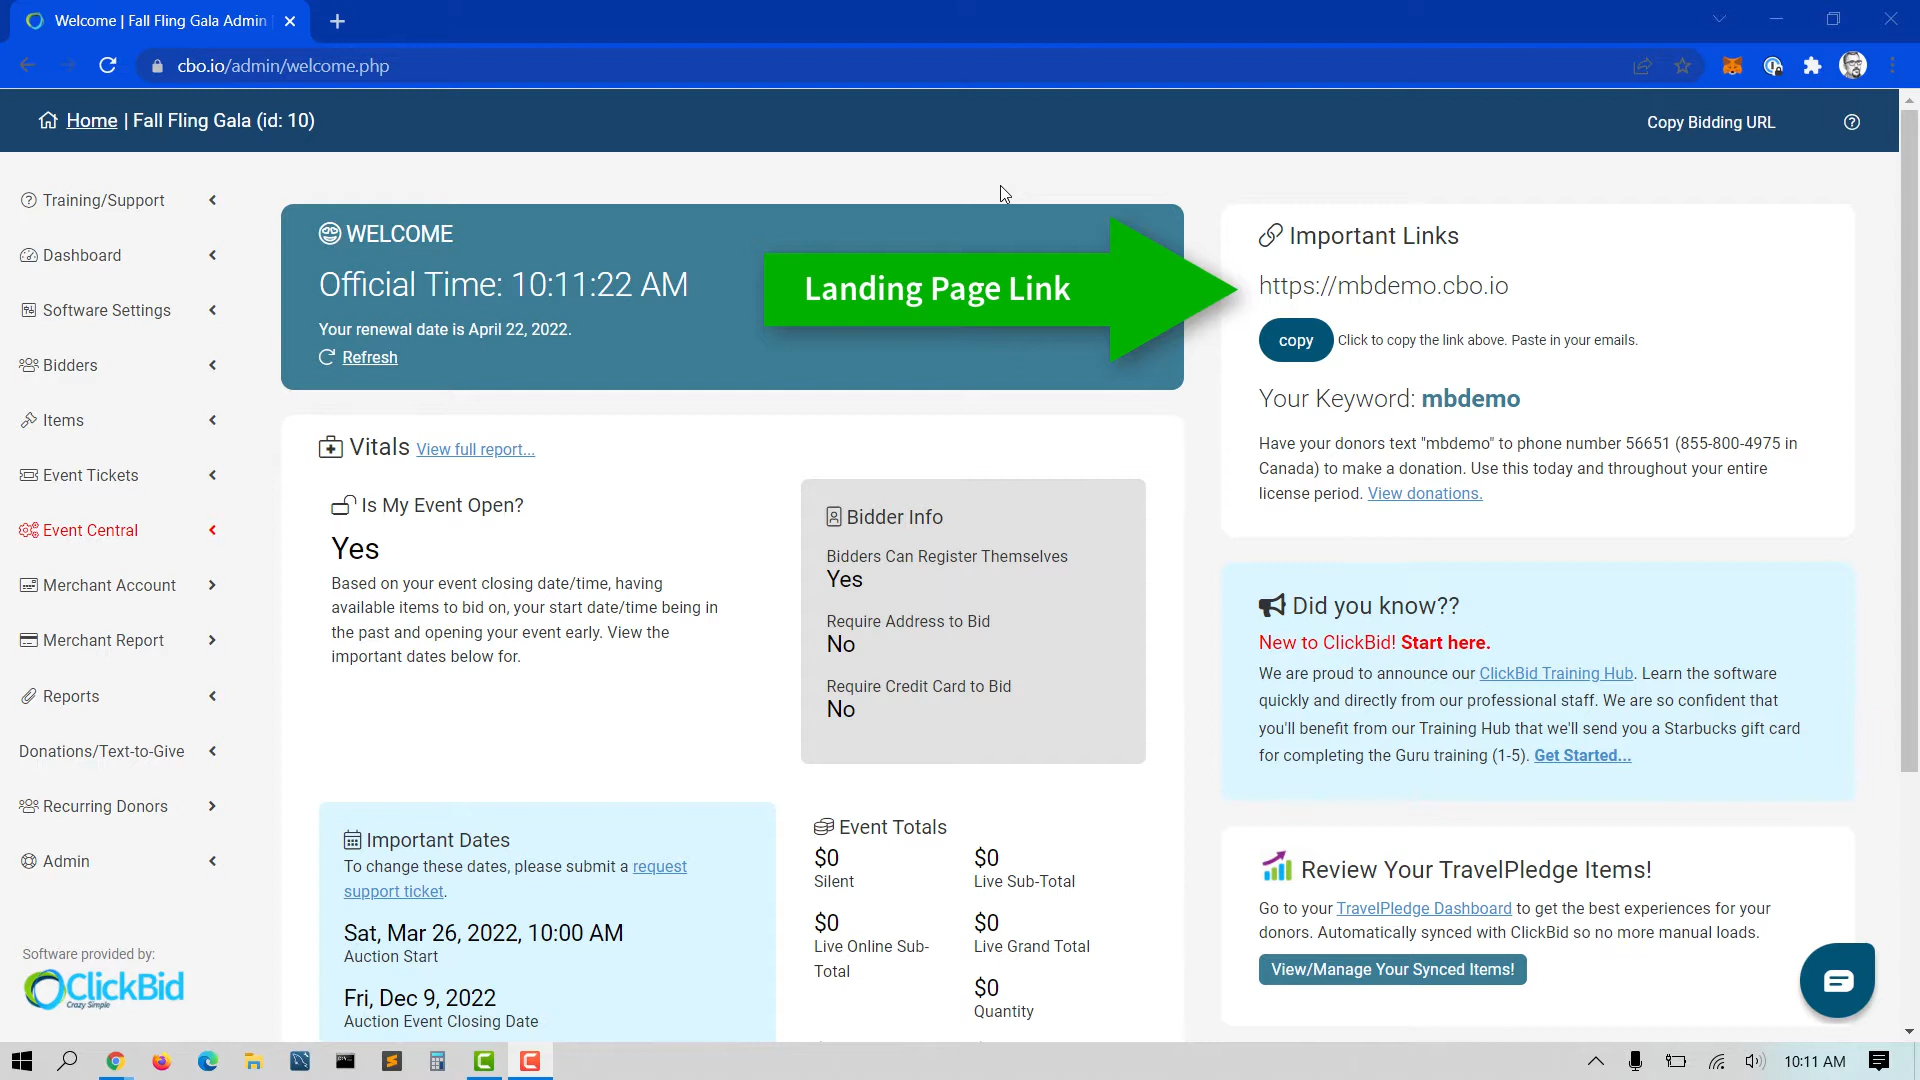 Welcome | Fall Fling Gala Admin
cbo.io/admin/welcome.php
Home | Fall Fling Gala (id: 10)
Copy Bidding URL
Training/Support
Dashboard
Software Settings
Bidders
Items
Event Tickets
Event Central
Merchant Account
Merchant Report
Reports
Donations/Text-to-Give
Recurring Donors
Admin
Software provided by:
ClickBid
Crazy Simple
WELCOME
Official Time: 10:11:22 AM
Your renewal date is April 22, 2022.
Refresh
Landing Page Link
Vitals View full report...
Is My Event Open?
Yes
Based on your event closing date/time, having
available items to bid on, your start date/time being in
the past and opening your event early. View the
important dates below for.
Bidder Info
Bidders Can Register Themselves
Yes
Require Address to Bid
No
Require Credit Card to Bid
No
Important Dates
To change these dates, please submit a request
support ticket.
Sat, Mar 26, 2022, 10:00 AM
Auction Start
Fri, Dec 9, 2022
Auction Event Closing Date
Event Totals
$0
Silent
$0
Live Sub-Total
$0
Live Online Sub-
Total
$0
Live Grand Total
$0
Quantity
Important Links
https://mbdemo.cbo.io
copy Click to copy the link above. Paste in your emails.
Your Keyword: mbdemo
Have your donors text "mbdemo" to phone number 56651 (855-800-4975 in
Canada) to make a donation. Use this today and throughout your entire
license period. View donations.
Did you know??
New to ClickBid! Start here.
We are proud to announce our ClickBid Training Hub. Learn the software
quickly and directly from our professional staff. We are so confident that
you'll benefit from our Training Hub that we'll send you a Starbucks gift card
for completing the Guru training (1-5). Get Started...
Review Your TravelPledge Items!
Go to your TravelPledge Dashboard to get the best experiences for your
donors. Automatically synced with ClickBid so no more manual loads.
View/Manage Your Synced Items!
10:11 AM